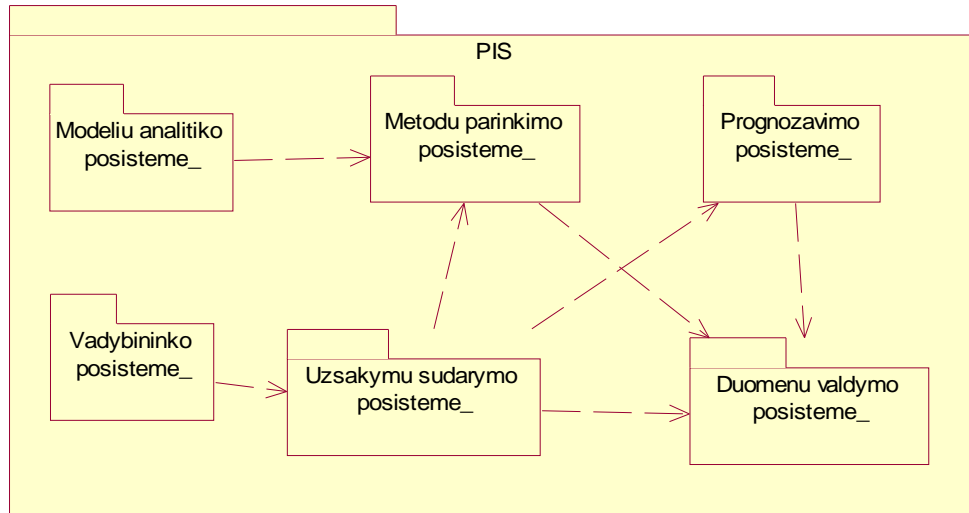 PIS
Modeliu analitiko
posisteme_
Metodu parinkimo
posisteme_
Prognozavimo
posisteme_
Vadybininko
posisteme_
Uzsakymu sudarymo
posisteme_
Duomenu valdymo
posisteme_